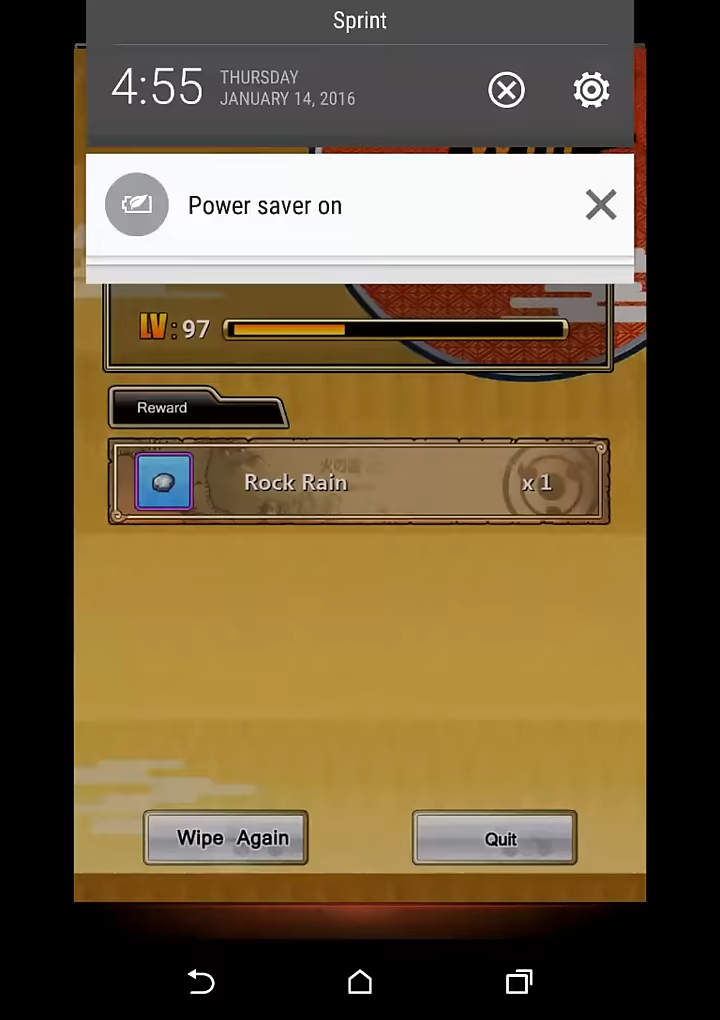 Sprint
4:55
THURSDAY
JANUARY 14, 2016
Power saver on
LV: 97
Reward
Rock Rain x 1
Wipe Again
Quit